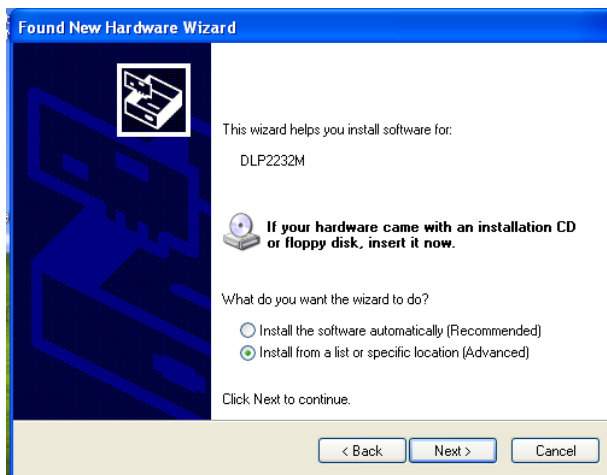 Found New Hardware Wizard
This wizard helps you install software for:
DLP2232M
If your hardware came with an installation CD
or floppy disk, insert it now.
What do you want the wizard to do?
Install the software automatically (Recommended)
Install from a list or specific location (Advanced)
Click Next to continue.
< Back Next > Cancel